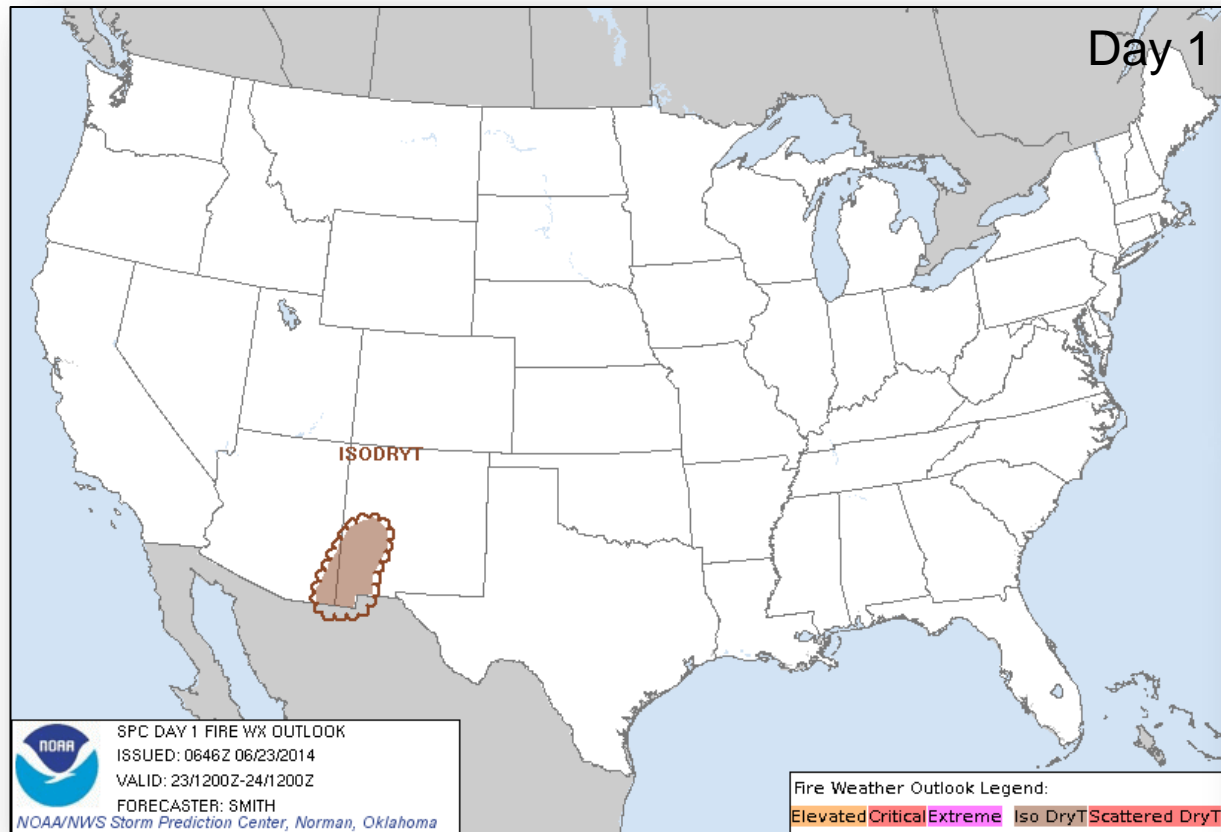 Day 1
ISODRYT
NOAA
SPC DAY 1 FIRE WX OUTLOOK
ISSUED: 0646Z 06/23/2014
VALID: 23/1200Z-24/1200Z
FORECASTER: SMITH
NOAA/NWS Storm Prediction Center, Norman, Oklahoma
Fire Weather Outlook Legend:
Elevated Critical Extreme Iso DryT Scattered DryT